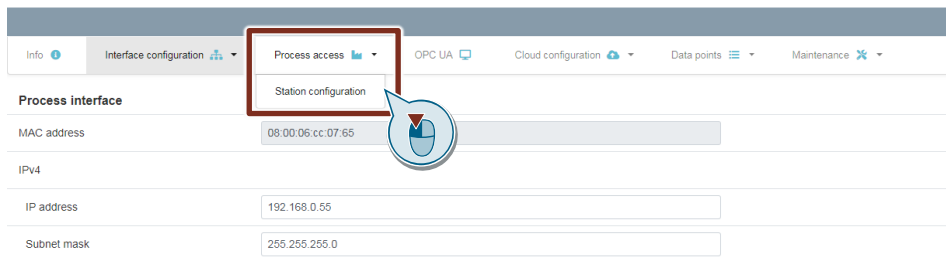 Info Interface configuration Process access OPC UA Cloud configuration Data points Maintenance
Station configuration
Process interface
MAC address 08:00:06:cc:07:65
IPv4
IP address 192.168.0.55
Subnet mask 255.255.255.0